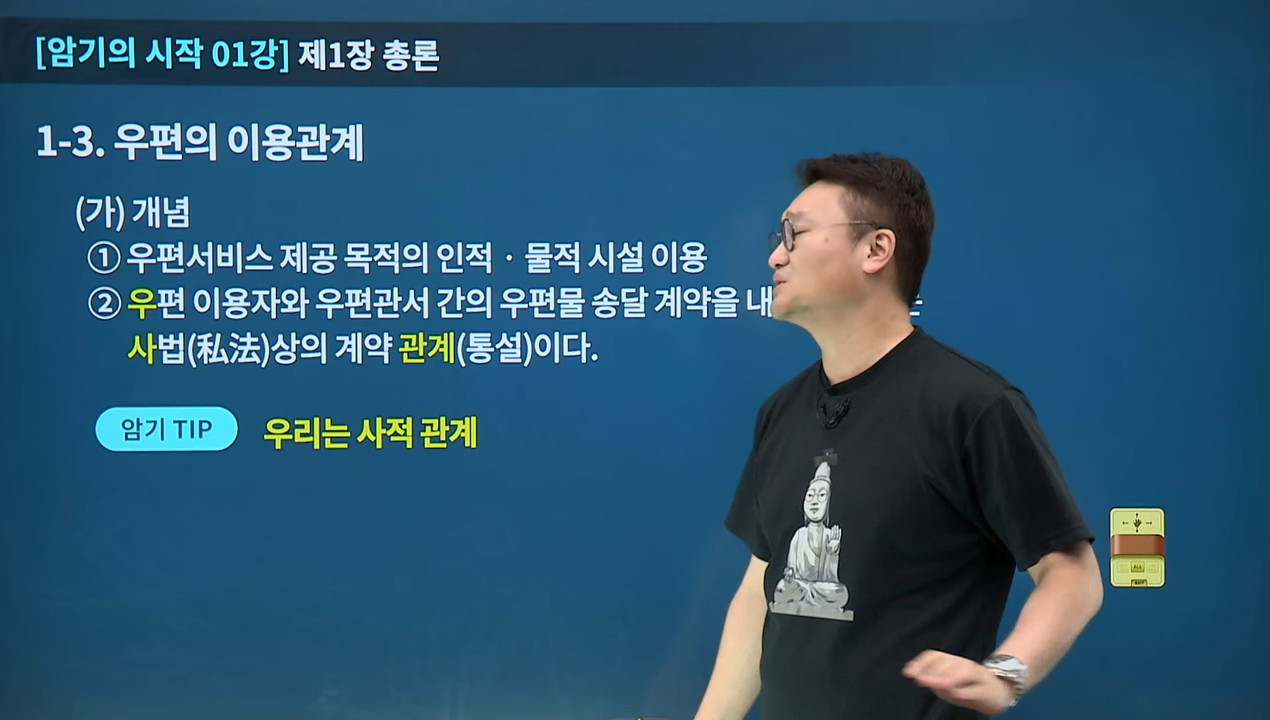 [암기의 시작 01강] 제1장 총론
1-3. 우편의 이용관계
(가) 개념
① 우편서비스 제공 목적의 인적 · 물적 시설 이용
② 우편 이용자와 우편관서 간의 우편물 송달 계약을 내
사법(私法)상의 계약 관계(통설)이다.
암기 TIP 우리는 사적 관계
ALL